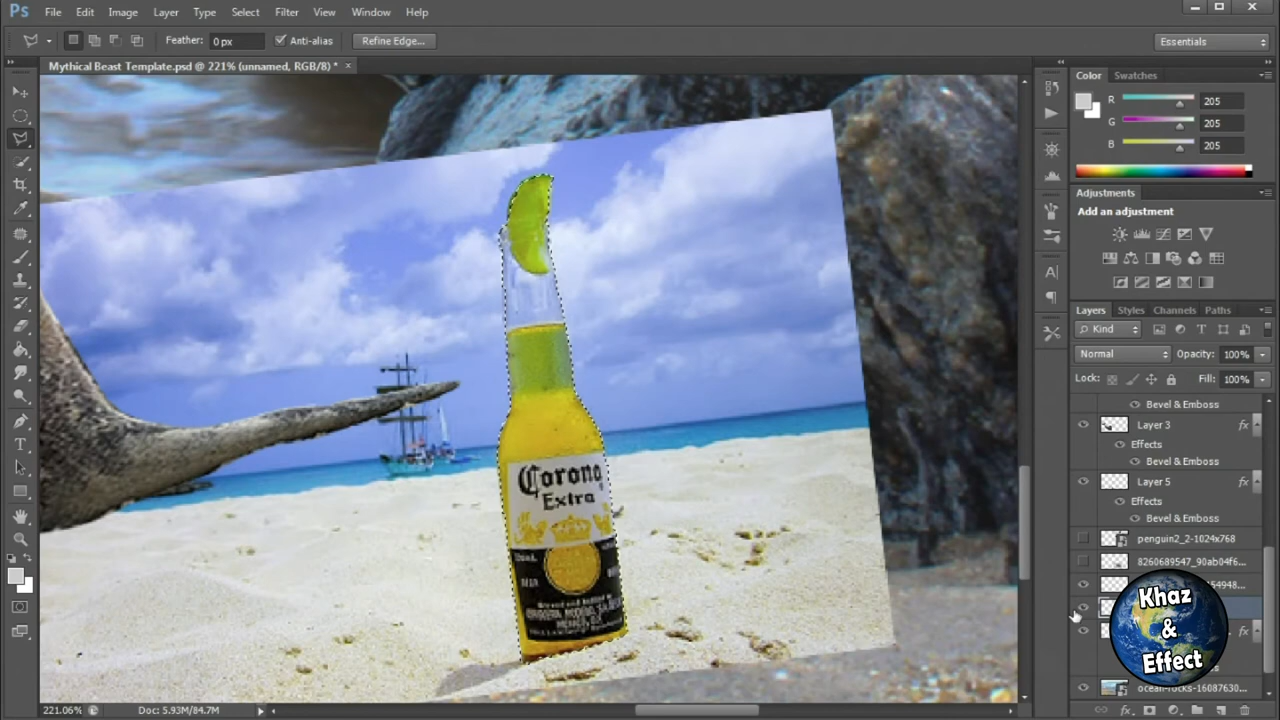 Ps File Edit Image Layer Type Select Filter View Window Help
Feather: 0 px Anti-alias Refine Edge... Essentials
Mythical Beast Template.psd @ 221% (unnamed, RGB/8) * ×
Color Swatches
R 205
G 205
B 205
Adjustments
Add an adjustment
Layers Styles Channels Paths
Kind
Normal Opacity: 100%
Lock: Fill: 100%
Bevel & Emboss
Layer 3 fx
Effects
Bevel & Emboss
Layer 5 fx
Effects
Bevel & Emboss
penguin2_2-1024x768
8260689547_90ab04f6...
54948...
fx
ocean-rocks-16087630...
Corona
Extra
Khaz
&
Effect
221.06% Doc: 5.93M/84.7M